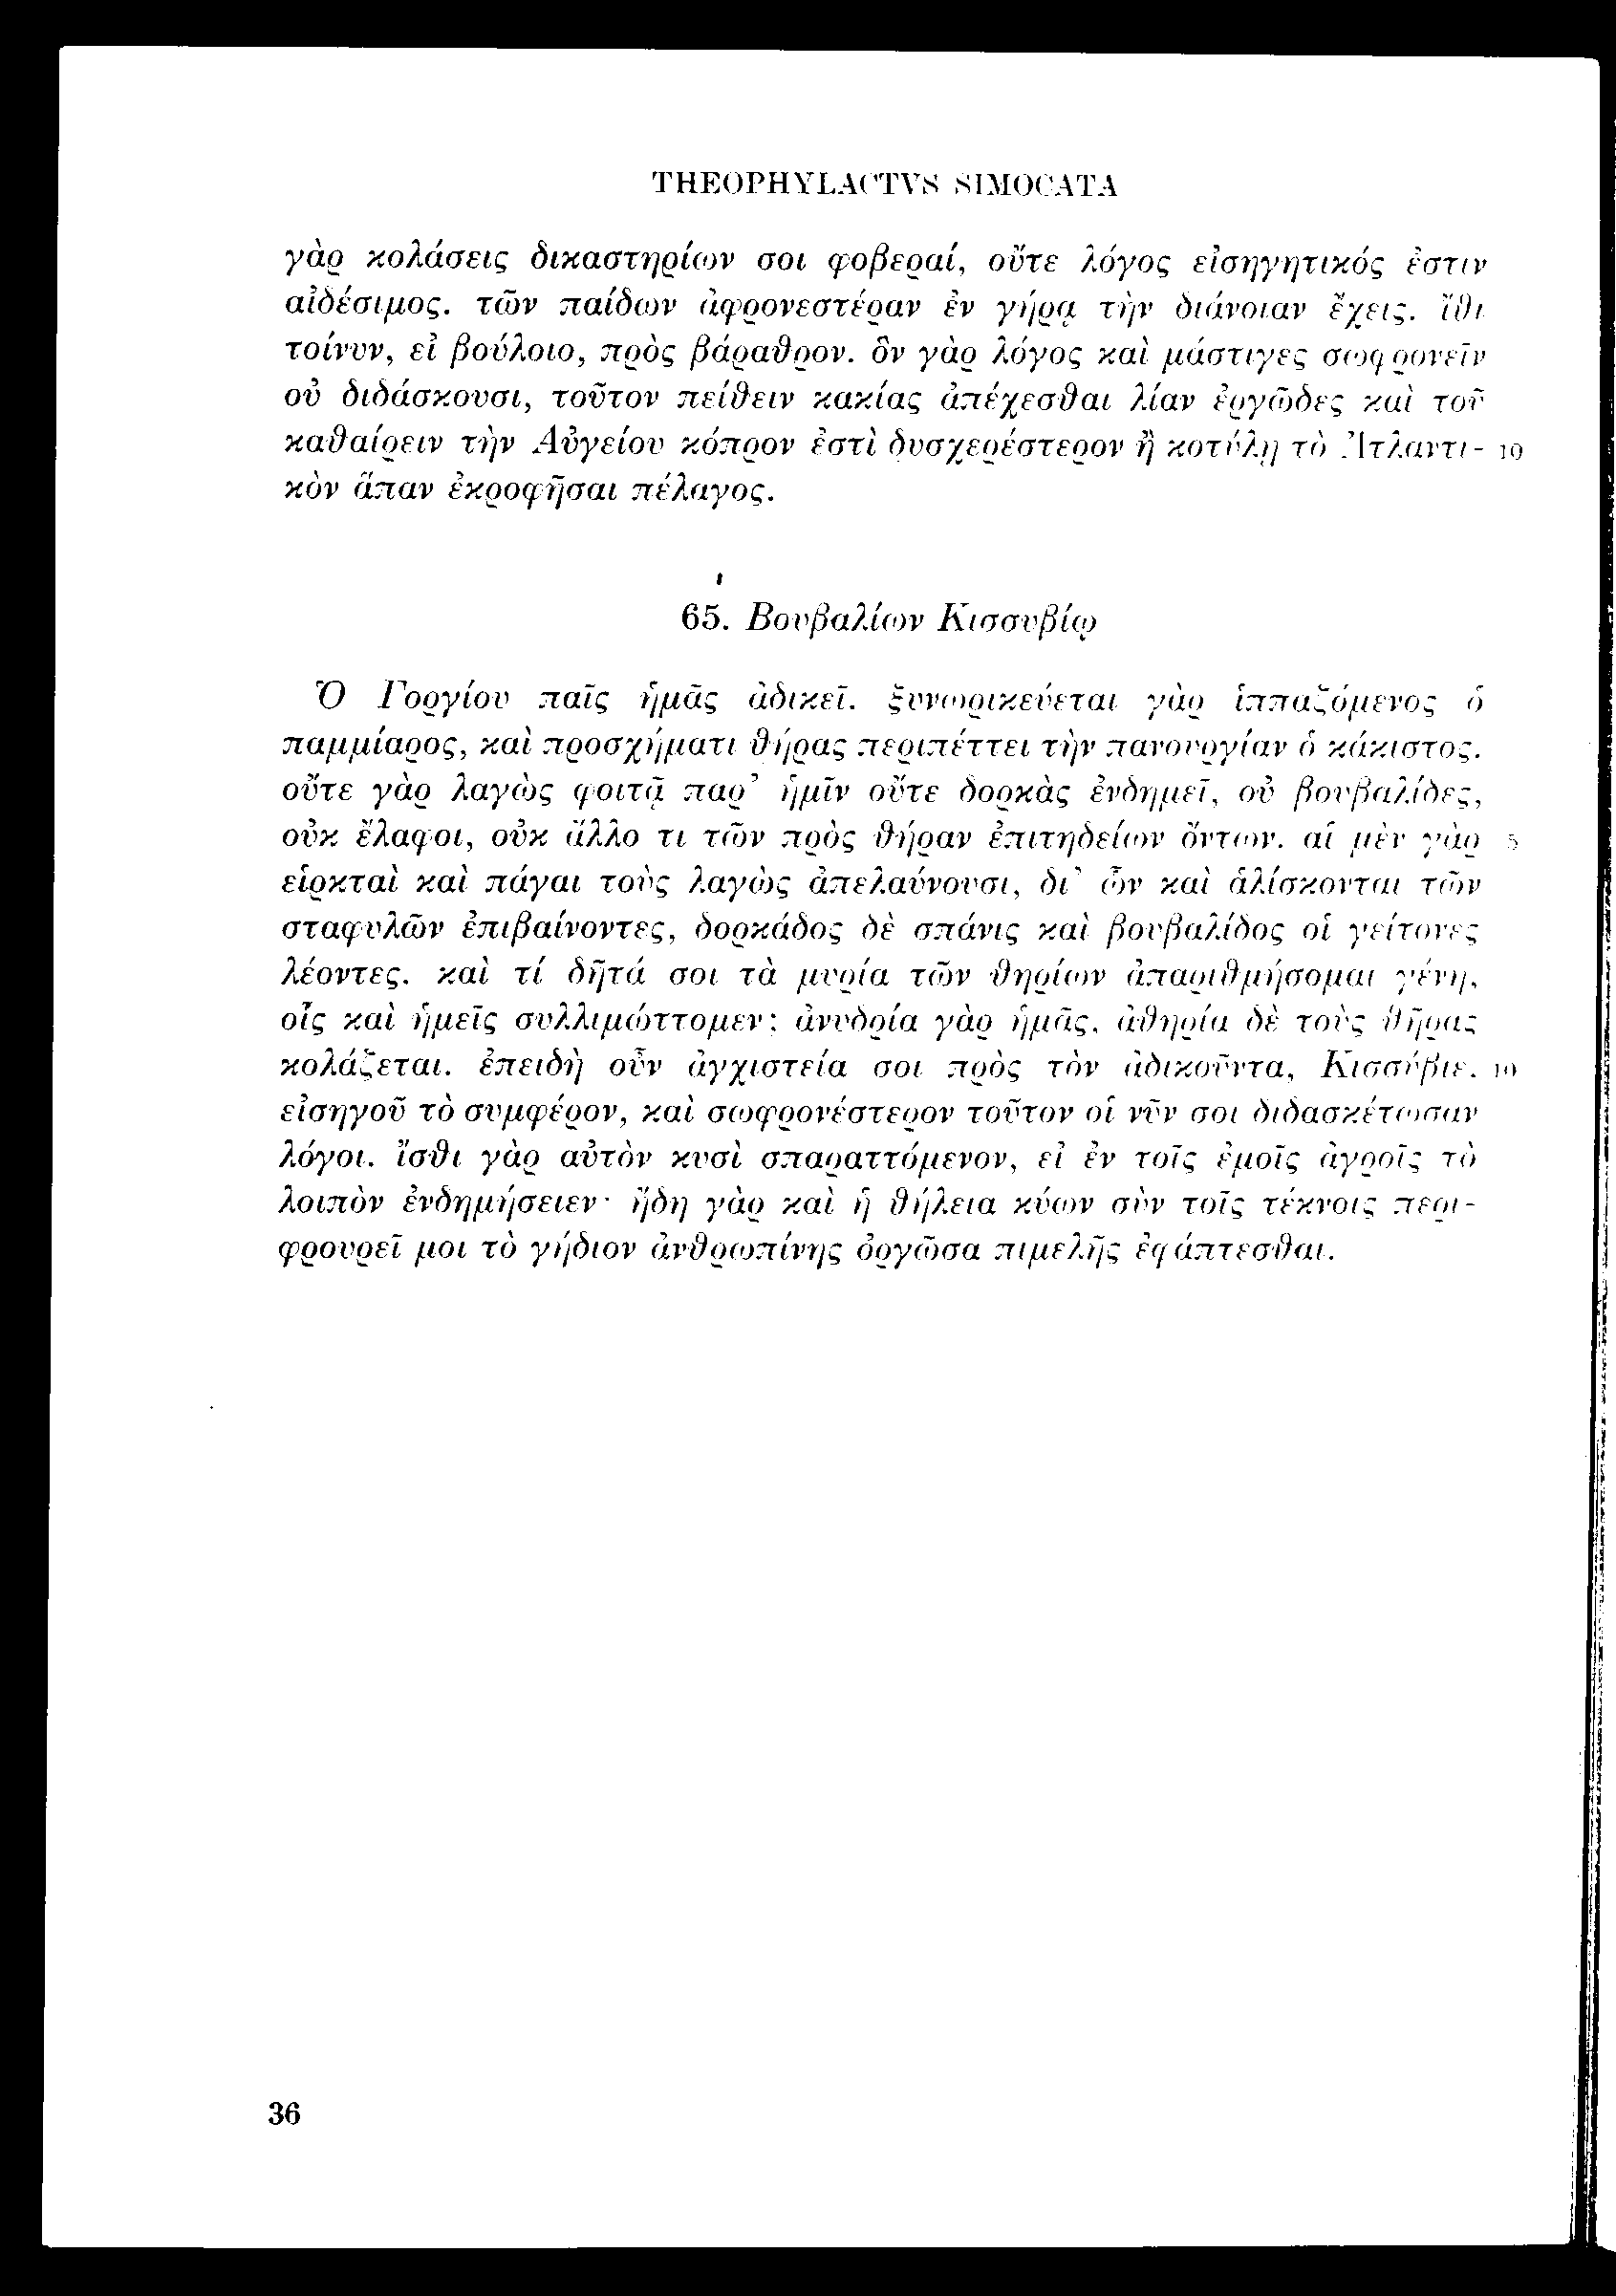 THEOPHYLACTVS SIMOCATA
γὰρ κολάσεις δικαστηρίων σοι φοβεραί, οὔτε λόγος εἰσηγητικός ἐστιν
αἰδέσιμος. τῶν παίδων ἀφρονεστέραν ἐν γήρᾳ τὴν διάνοιαν ἔχεις. ἴθι
τοίνυν, εἰ βούλοιο, πρὸς βάραθρον. ὃν γὰρ λόγος καὶ μάστιγες σωφρονεῖν
οὐ διδάσκουσι, τοῦτον πείθειν κακίας ἀπέχεσθαι λίαν ἐργῶδες καὶ τοῦ
καθαίρειν τὴν Αὐγείου κόπρον ἐστὶ δυσχερέστερον ἢ κοτύλῃ τὸ Ἀτλαντι- 10
κὸν ἅπαν ἐκροφῆσαι πέλαγος.
65. Βουβαλίων Κισσυβίῳ
Ὁ Γοργίου παῖς ἡμᾶς ἀδικεῖ. ξυνωρικεύεται γὰρ ἱππαζόμενος ὁ
παμμίαρος, καὶ προσχήματι θήρας περιπέττει τὴν πανουργίαν ὁ κάκιστος.
οὔτε γὰρ λαγὼς φοιτᾷ παρ’ ἡμῖν οὔτε δορκὰς ἐνδημεῖ, οὐ βουβαλίδες,
οὐκ ἔλαφοι, οὐκ ἄλλο τι τῶν πρὸς θήραν ἐπιτηδείων ὄντων. αἱ μὲν γὰρ 5
εἱρκταὶ καὶ πάγαι τοὺς λαγὼς ἀπελαύνουσι, δι’ ὧν καὶ ἁλίσκονται τῶν
σταφυλῶν ἐπιβαίνοντες, δορκάδος δὲ σπάνις καὶ βουβαλίδος οἱ γείτονες
λέοντες. καὶ τί δῆτά σοι τὰ μυρία τῶν θηρίων ἀπαριθμήσομαι γένη,
οἷς καὶ ἡμεῖς συλλιμώττομεν; ἀνυδρία γὰρ ἡμᾶς, ἀθηρία δὲ τοὺς θῆρας
κολάζεται. ἐπειδὴ οὖν ἀγχιστεία σοι πρὸς τὸν ἀδικοῦντα, Κισσύβιε, 10
εἰσηγοῦ τὸ συμφέρον, καὶ σωφρονέστερον τοῦτον οἱ νῦν σοι διδασκέτωσαν
λόγοι. ἴσθι γὰρ αὐτὸν κυσὶ σπαραττόμενον, εἰ ἐν τοῖς ἐμοῖς ἀγροῖς τὸ
λοιπὸν ἐνδημήσειεν· ἤδη γὰρ καὶ ἡ θήλεια κύων σὺν τοῖς τέκνοις περι-
φρουρεῖ μοι τὸ γήδιον ἀνθρωπίνης ὀργῶσα πιμελῆς ἐφάπτεσθαι.
36